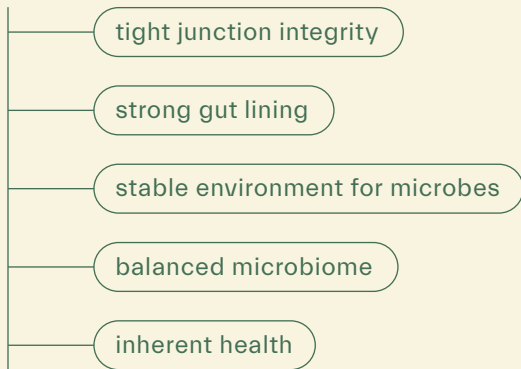 tight junction integrity
strong gut lining
stable environment for microbes
balanced microbiome
inherent health